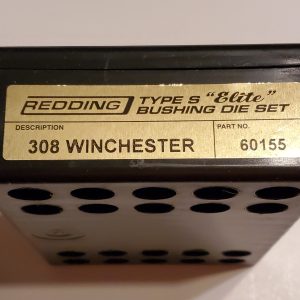 REDDING
TYPE S "Elite"
BUSHING DIE SET
DESCRIPTION
308 WINCHESTER
PART NO.
60155